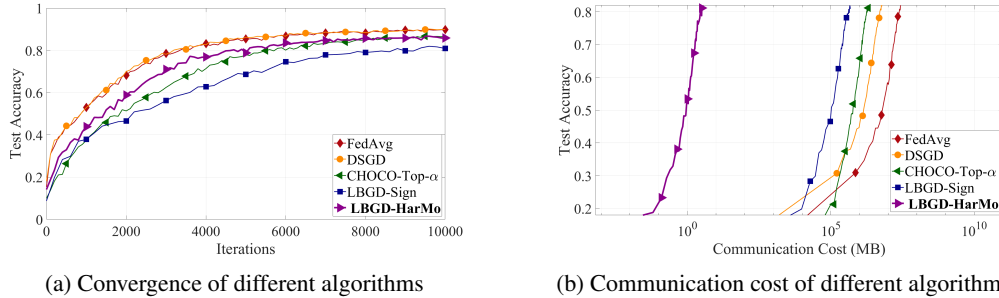 1
0.8
0.6
0.4
0.2
0
Test Accuracy
0
2000
4000
6000
8000
10000
Iterations
FedAvg
DSGD
CHOCO-Top-α
LBGD-Sign
LBGD-HarMo
(a) Convergence of different algorithms
0.8
0.7
0.6
0.5
0.4
0.3
0.2
Test Accuracy
10^0
10^5
10^10
Communication Cost (MB)
FedAvg
DSGD
CHOCO-Top-α
LBGD-Sign
LBGD-HarMo
(b) Communication cost of different algorithm